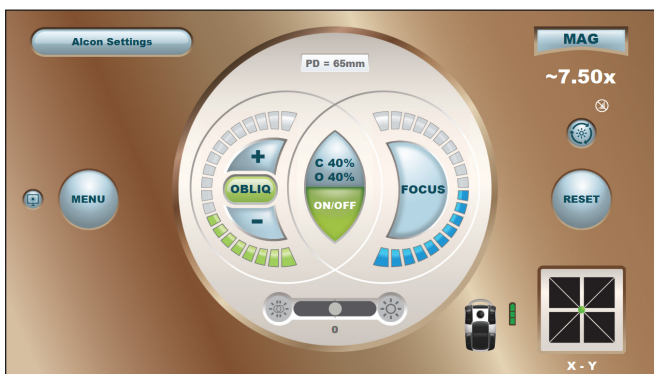 Alcon Settings
MAG
PD = 65mm
~7.50x
+
C 40%
O 40%
OBLIQ
ON/OFF
FOCUS
MENU
RESET
-
0
X - Y